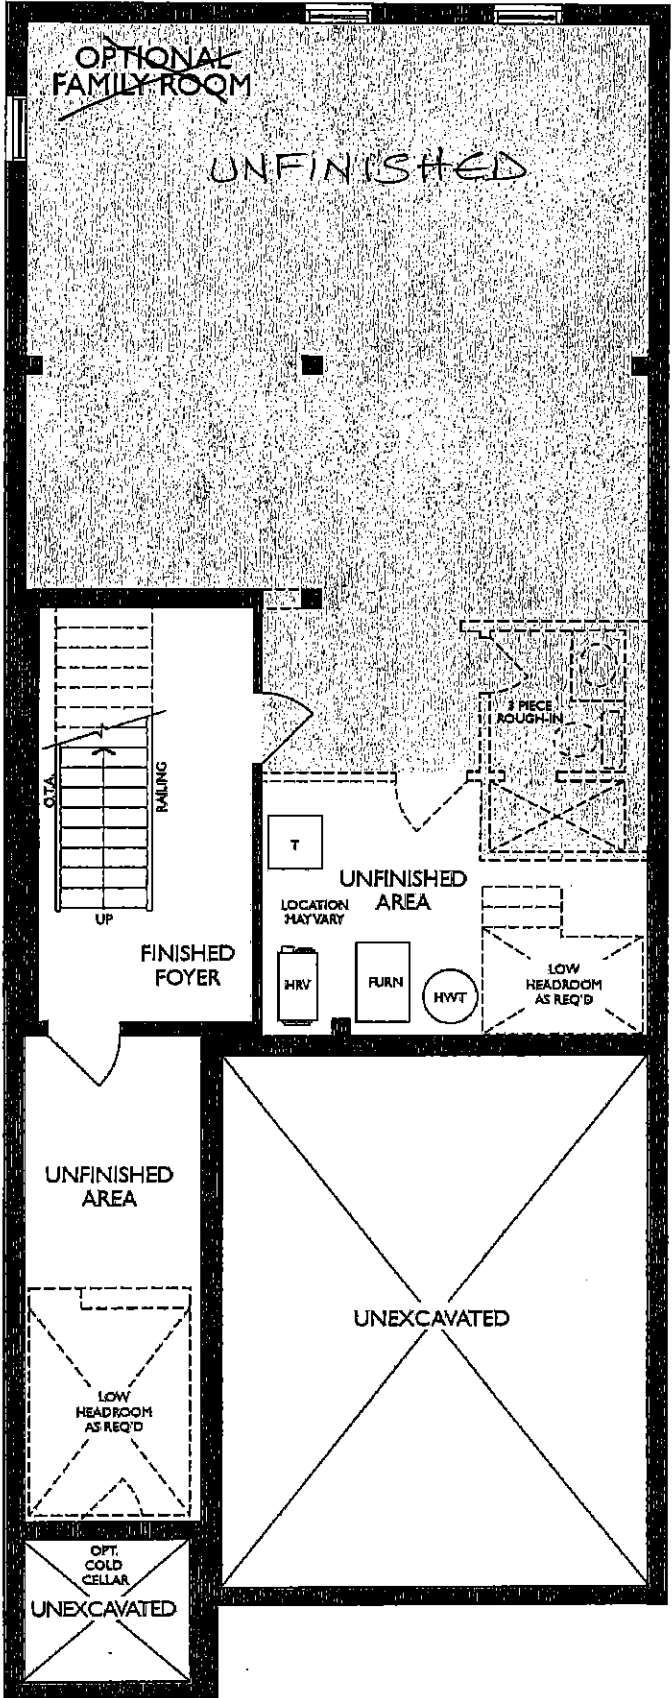 OPTIONAL
FAMILY ROOM
UNFINISHED
3 PIECE
ROUGH-IN
O.T.A.
RAILING
UP
T
LOCATION
MAY VARY
UNFINISHED
AREA
FINISHED
FOYER
HRV
FURN
HWT
LOW
HEADROOM
AS REQ'D
UNFINISHED
AREA
UNEXCAVATED
LOW
HEADROOM
AS REQ'D
OPT.
COLD
CELLAR
UNEXCAVATED